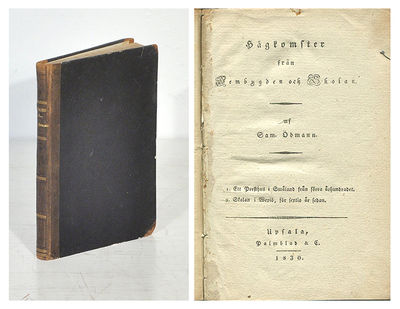 Hågkomster
från
Hembygden och Skolan.
af
Sam. Ödmann.
1. Ett Presthus i Småland från förra århundradet.
2. Skolan i Wexiö, för sextio år sedan.
Upsala,
Palmblad & C.
1830.